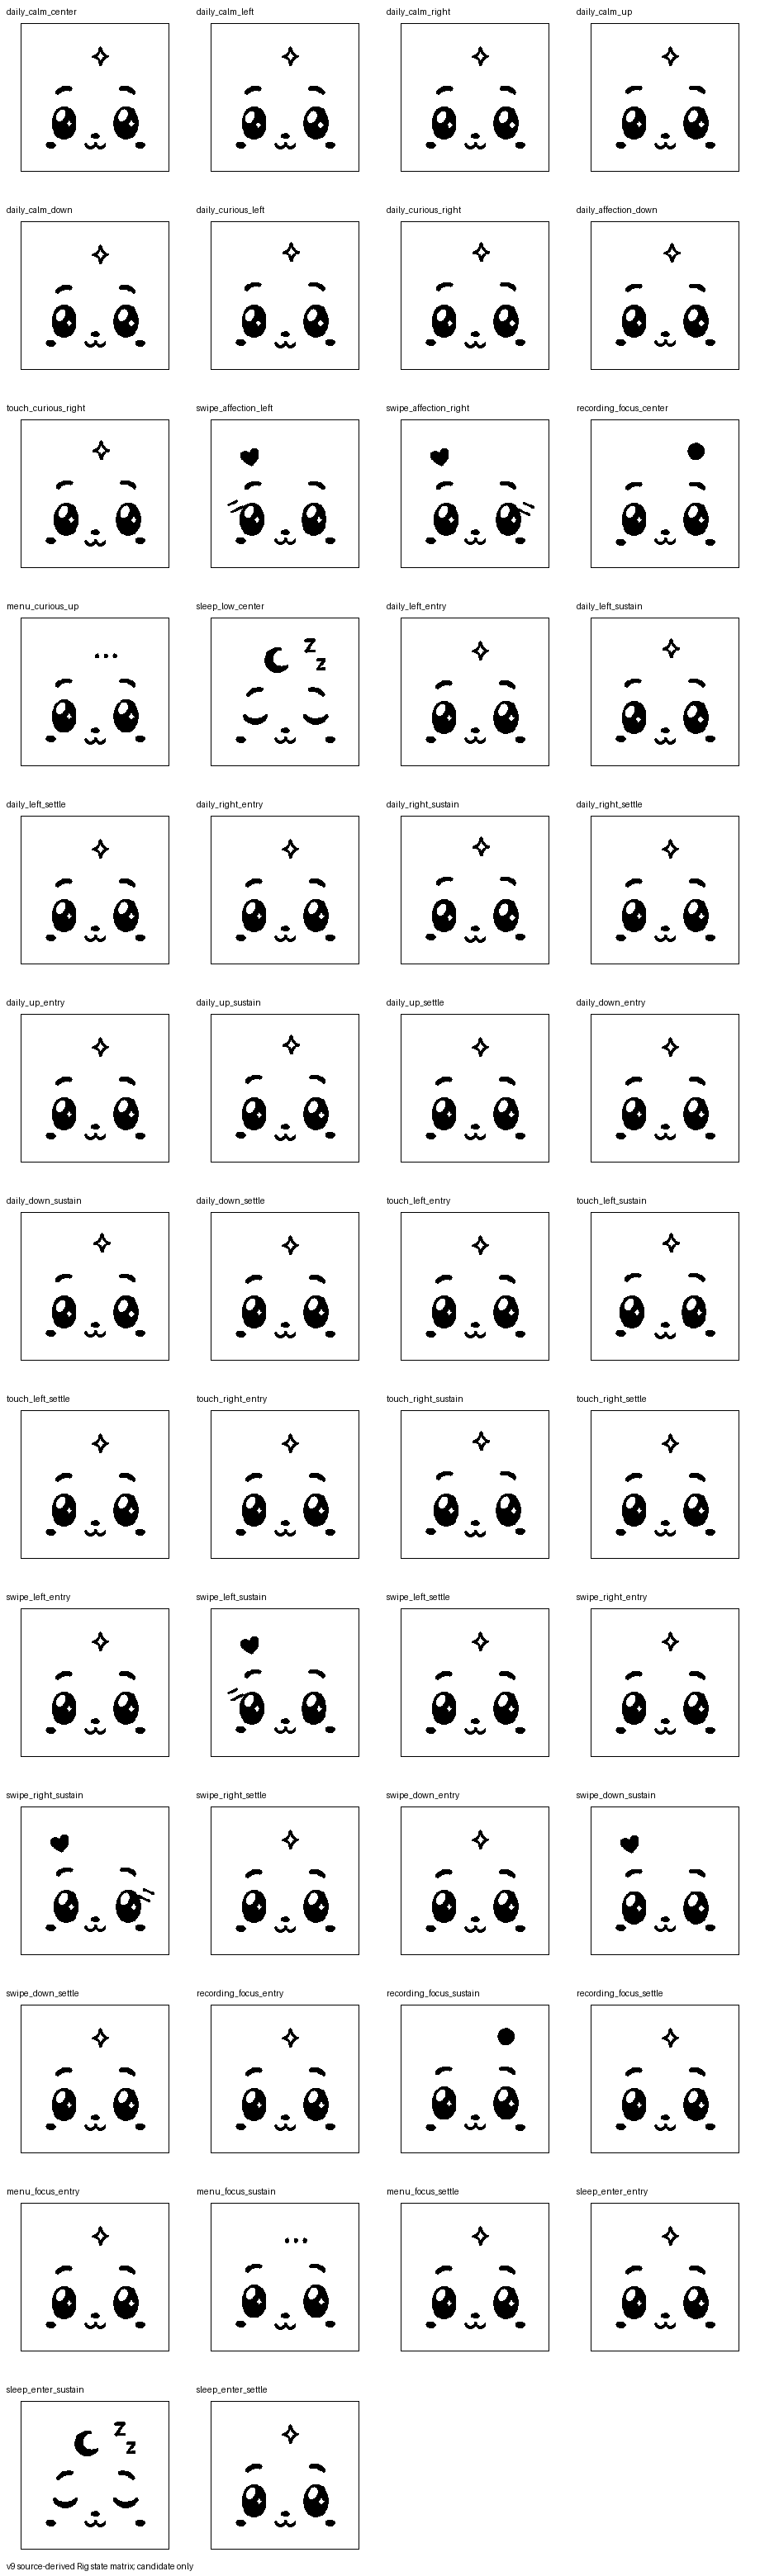 daily_calm_center daily_calm_left daily_calm_right daily_calm_up
daily_calm_down daily_curious_left daily_curious_right daily_affection_down
touch_curious_right swipe_affection_left swipe_affection_right recording_focus_center
menu_curious_up sleep_low_center daily_left_entry daily_left_sustain
Z
Z
daily_left_settle daily_right_entry daily_right_sustain daily_right_settle
daily_up_entry daily_up_sustain daily_up_settle daily_down_entry
daily_down_sustain daily_down_settle touch_left_entry touch_left_sustain
touch_left_settle touch_right_entry touch_right_sustain touch_right_settle
swipe_left_entry swipe_left_sustain swipe_left_settle swipe_right_entry
swipe_right_sustain swipe_right_settle swipe_down_entry swipe_down_sustain
swipe_down_settle recording_focus_entry recording_focus_sustain recording_focus_settle
menu_focus_entry menu_focus_sustain menu_focus_settle sleep_enter_entry
sleep_enter_sustain sleep_enter_settle
Z
Z
v9 source-derived Rig state matrix; candidate only